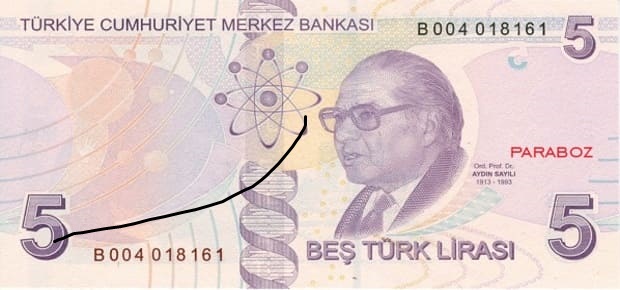 TÜRKİYE CUMHURİYET MERKEZ BANKASI
B004 018161
5
PARABOZ
Ord. Prof. Dr.
AYDIN SAYILI
1913 - 1993
5
B004 018161
BEŞ TÜRK LİRASI
5